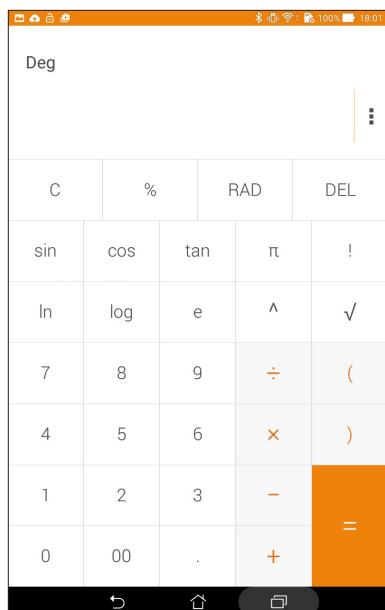 100% 18:01
Deg
C % RAD DEL
sin cos tan π !
ln log e ^ √
7 8 9 ÷ (
4 5 6 × )
1 2 3 −
=
0 00 . +